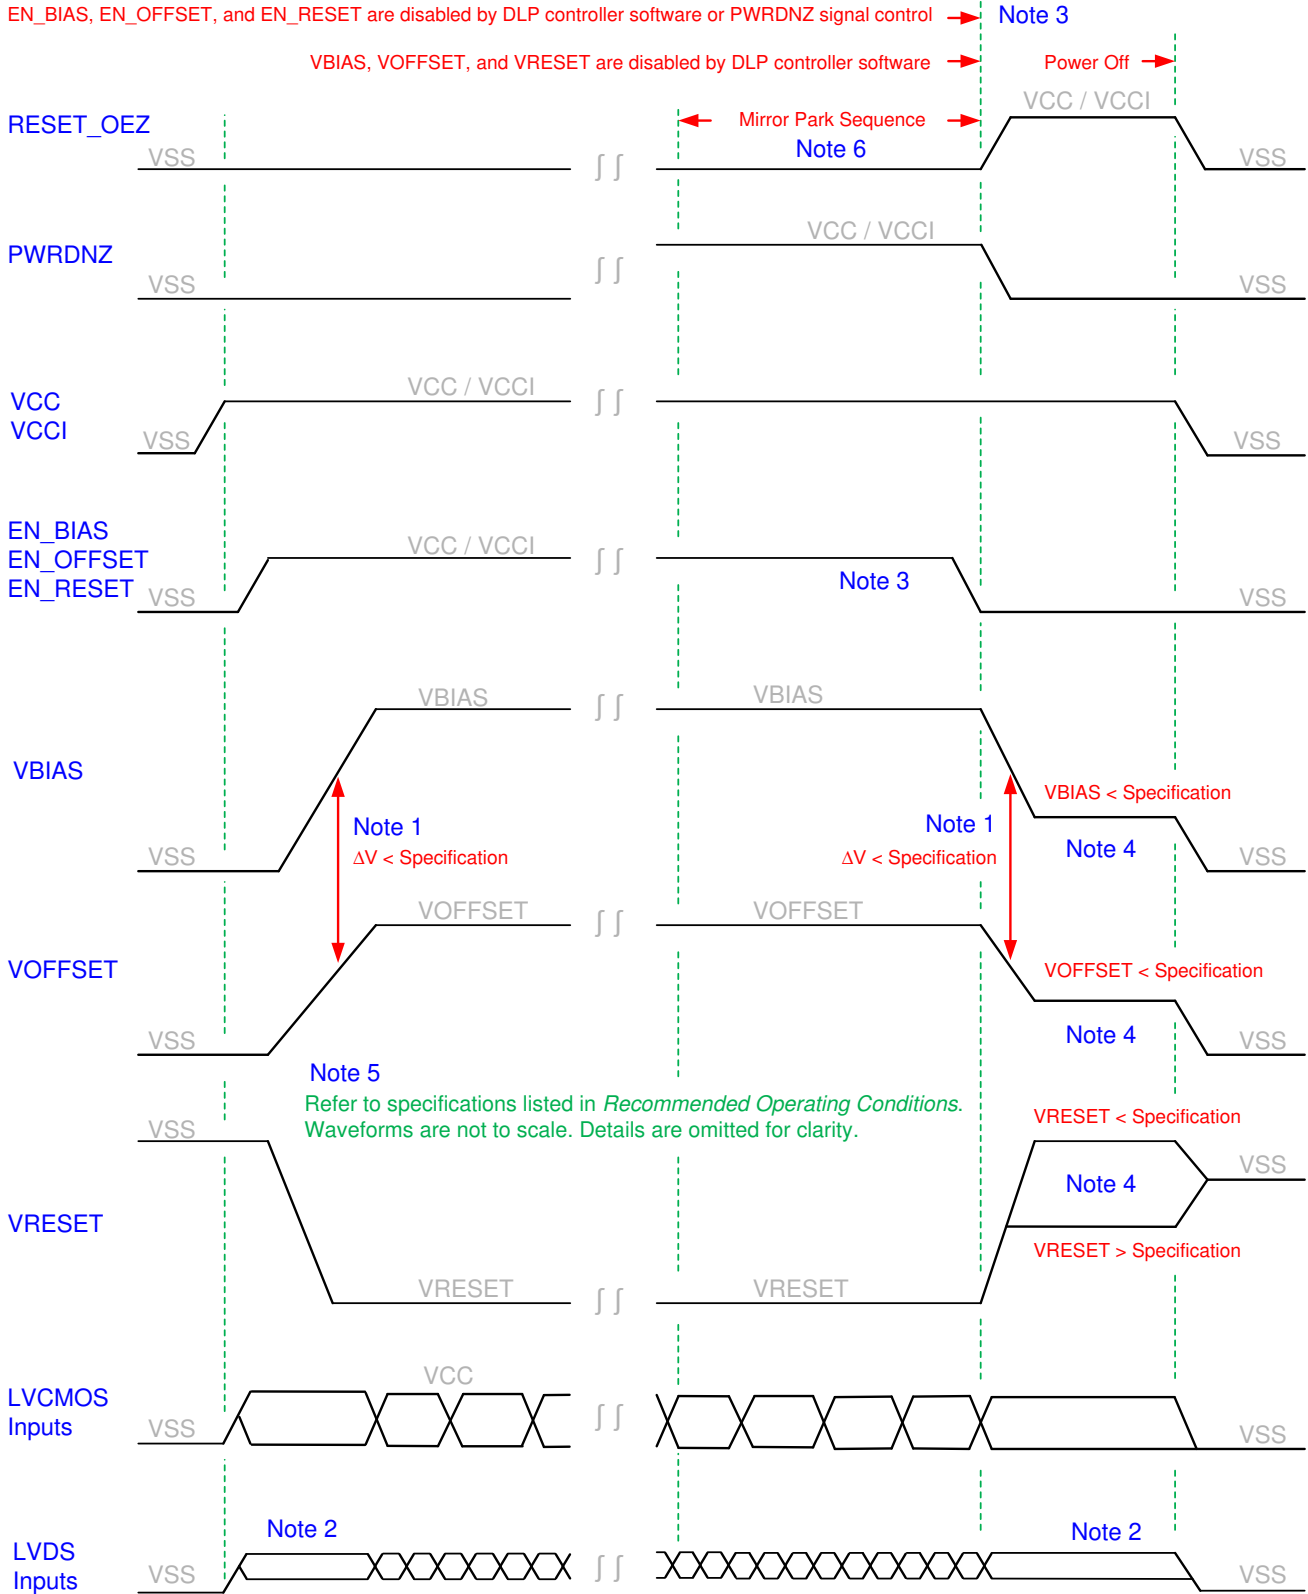 EN_BIAS, EN_OFFSET, and EN_RESET are disabled by DLP controller software or PWRDNZ signal control
Note 3
VBIAS, VOFFSET, and VRESET are disabled by DLP controller software
Power Off
VCC / VCCI
RESET_OEZ
Mirror Park Sequence
VSS
Note 6
VSS
PWRDNZ
VCC / VCCI
VSS
VSS
VCC
VCCI
VCC / VCCI
VSS
VSS
EN_BIAS
EN_OFFSET
EN_RESET
VCC / VCCI
VSS
Note 3
VSS
VBIAS
VBIAS
VBIAS
VBIAS < Specification
Note 1
ΔV < Specification
Note 1
ΔV < Specification
Note 4
VSS
VSS
VOFFSET
VOFFSET
VOFFSET
VOFFSET < Specification
Note 4
VSS
VSS
Note 5
Refer to specifications listed in Recommended Operating Conditions.
Waveforms are not to scale. Details are omitted for clarity.
VRESET < Specification
VSS
VSS
Note 4
VRESET
VRESET > Specification
VRESET
VRESET
LVCMOS
Inputs
VCC
VSS
VSS
Note 2
Note 2
LVDS
Inputs
VSS
VSS